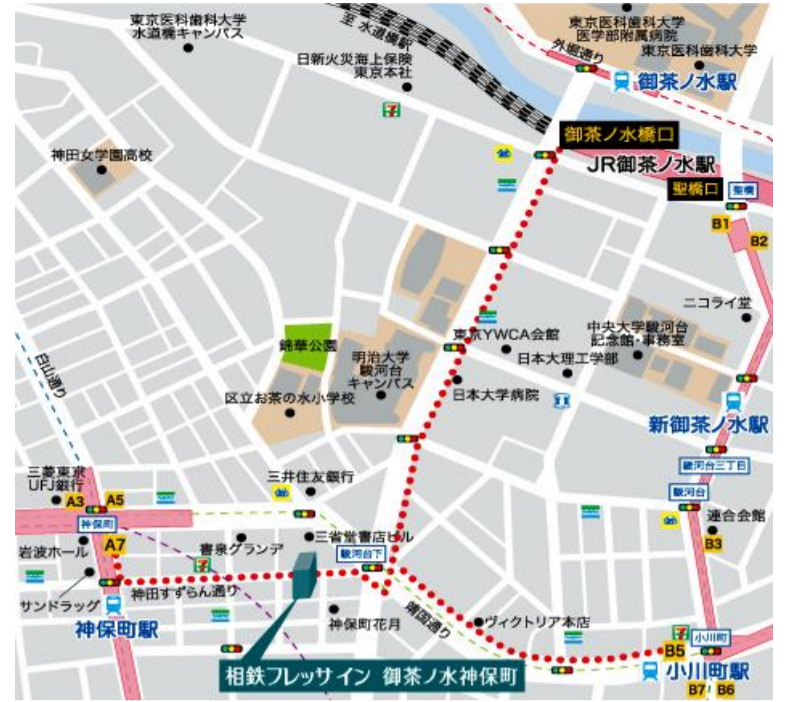 東京医科歯科大学
水道橋キャンパス
至 水道橋駅
日新火災海上保険
東京本社
東京医科歯科大学
医学部附属病院
外堀通り
東京医科歯科大学
御茶ノ水駅
御茶ノ水橋口
JR御茶ノ水駅
聖橋口
聖橋
B1
B2
神田女学園高校
ニコライ堂
錦華公園
明治大学
駿河台
キャンパス
東京YWCA会館
中央大学駿河台
記念館・事務室
日本大理工学部
日本大学病院
白山通り
区立お茶の水小学校
新御茶ノ水駅
駿河台三丁目
駿河台
連合会館
B3
三菱東京
UFJ銀行
A3
A5
神保町
A7
三井住友銀行
岩波ホール
書泉グランデ
三省堂書店ビル
駿河台下
サンドラッグ
神田すずらん通り
神保町駅
神保町花月
靖国通り
ヴィクトリア本店
B5
小川町
小川町駅
B7
B6
相鉄フレッサイン 御茶ノ水神保町